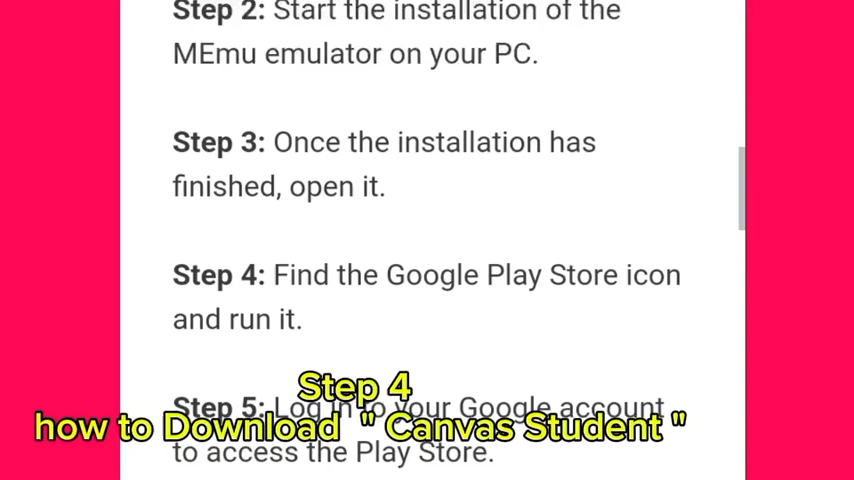 Step 2: Start the installation of the
MEmu emulator on your PC.
Step 3: Once the installation has
finished, open it.
Step 4: Find the Google Play Store icon
and run it.
Step 4
Step 5: Log in to your Google account
how to Download " Canvas Student "
to access the Play Store.